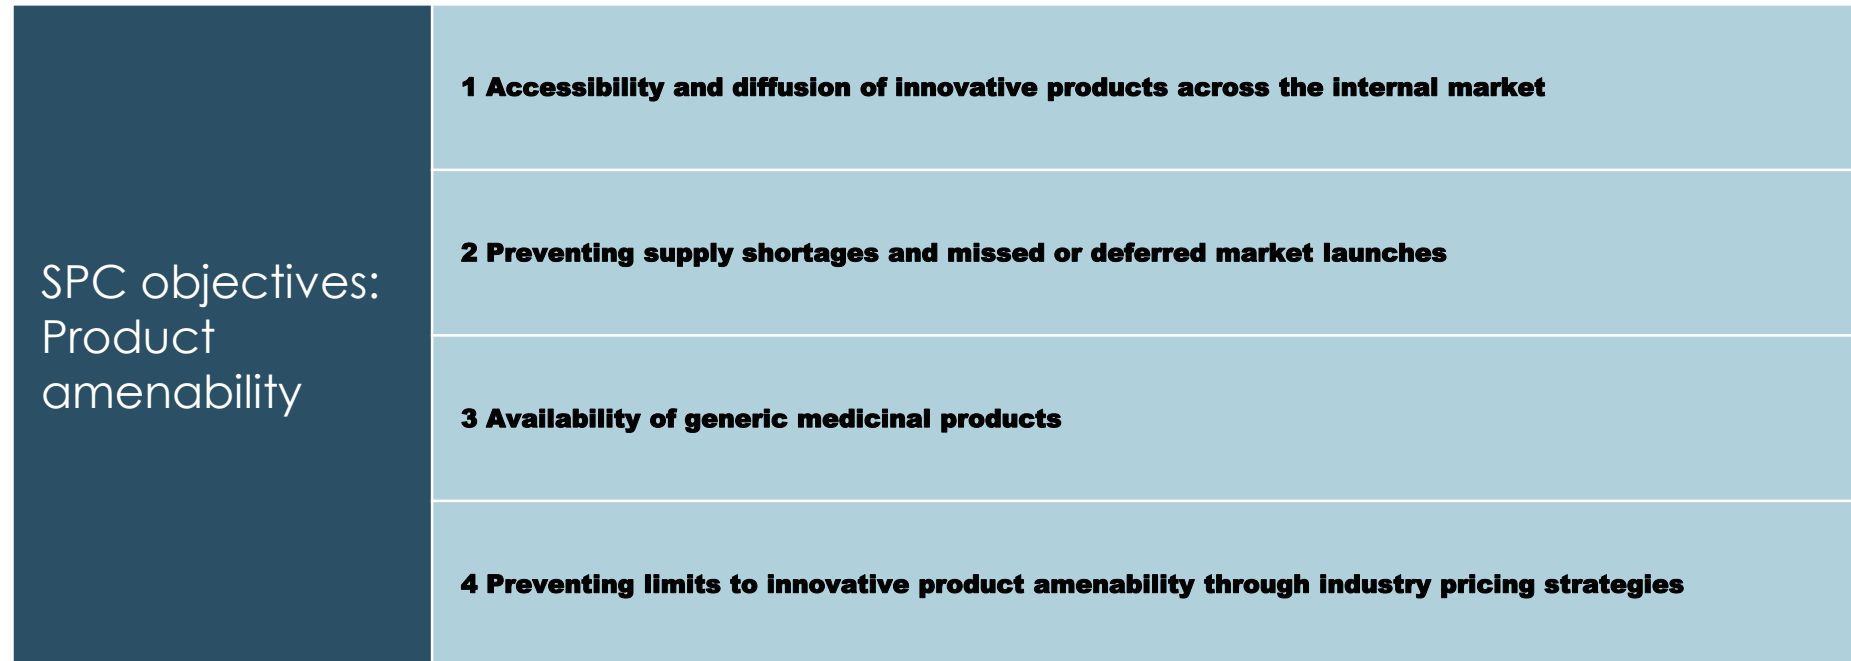 SPC objectives:
Product
amenability
1 Accessibility and diffusion of innovative products across the internal market
2 Preventing supply shortages and missed or deferred market launches
3 Availability of generic medicinal products
4 Preventing limits to innovative product amenability through industry pricing strategies